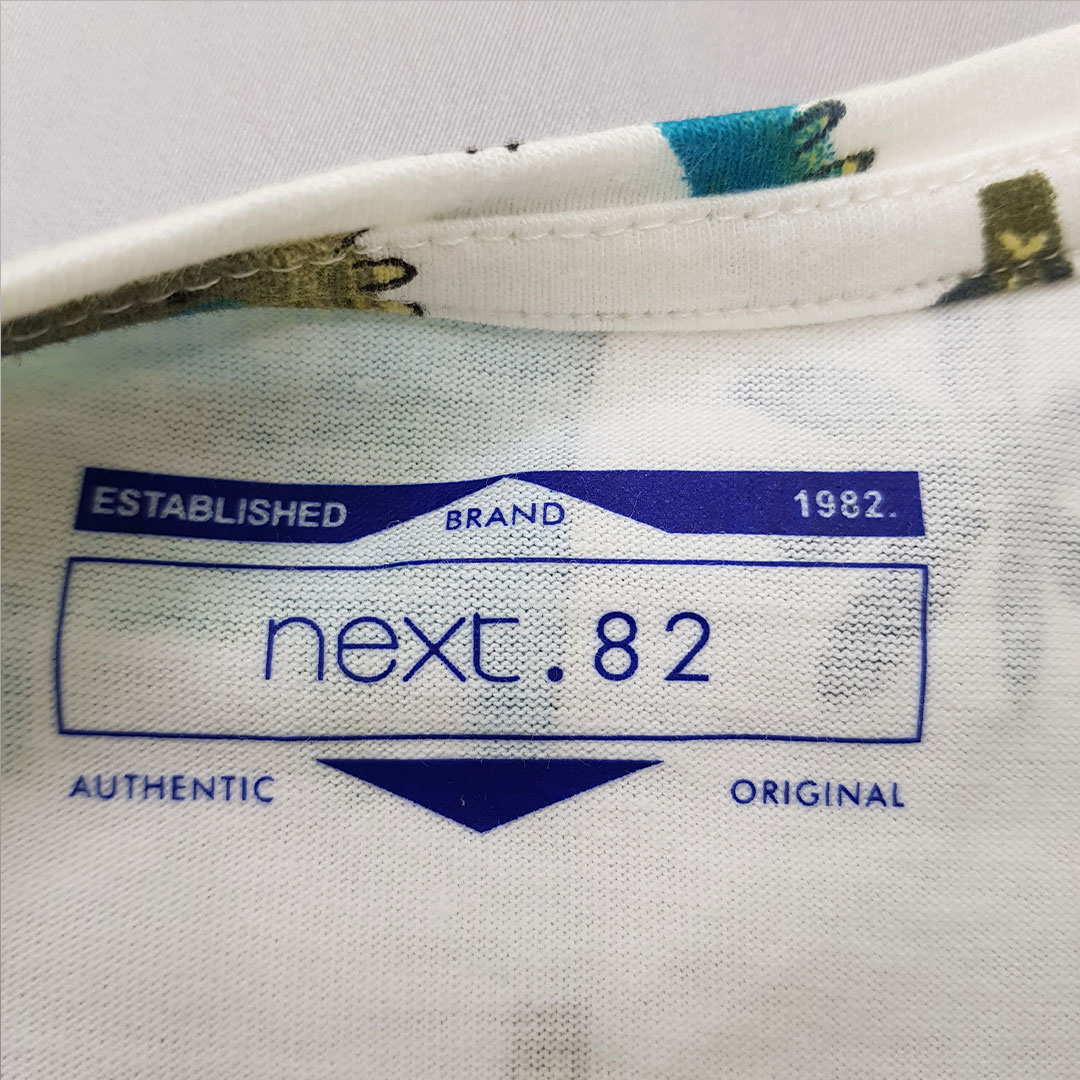 ESTABLISHED BRAND 1982.
next.82
AUTHENTIC ORIGINAL